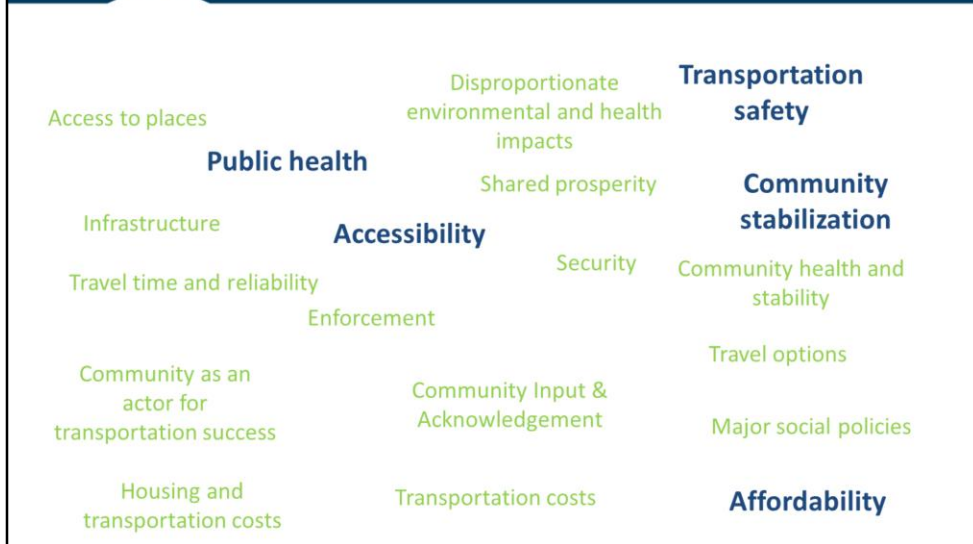 Access to places
Disproportionate
environmental and health
impacts
Transportation
safety
Public health
Shared prosperity
Community
stabilization
Infrastructure
Accessibility
Security
Community health and
stability
Travel time and reliability
Enforcement
Travel options
Community as an
actor for
transportation success
Community Input &
Acknowledgement
Major social policies
Housing and
transportation costs
Transportation costs
Affordability